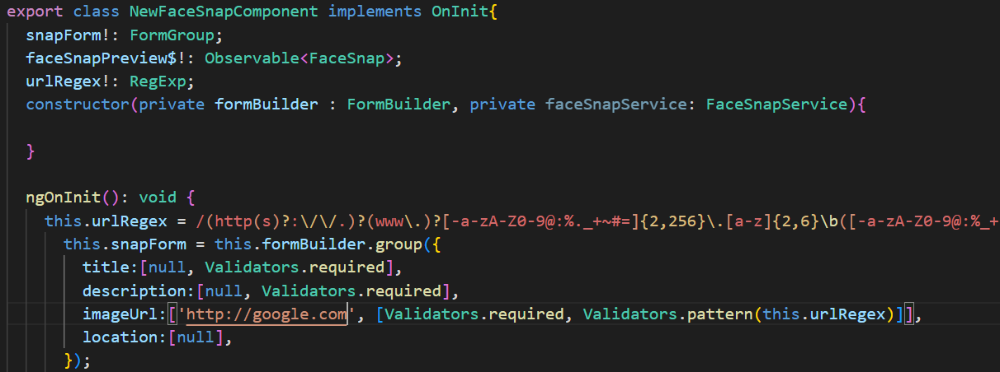 export class NewFaceSnapComponent implements OnInit{
snapForm!: FormGroup;
faceSnapPreview$!: Observable<FaceSnap>;
urlRegex!: RegExp;
constructor(private formBuilder : FormBuilder, private faceSnapService: FaceSnapService){
}
ngOnInit(): void {
this.urlRegex = /(http(s)?:\/\/.)?(www\.)?[-a-zA-Z0-9@:%._+~#=]{2,256}\.[a-z]{2,6}\b([-a-zA-Z0-9@:%_+
this.snapForm = this.formBuilder.group({
title:[null, Validators.required],
description:[null, Validators.required],
imageUrl:['http://google.com', [Validators.required, Validators.pattern(this.urlRegex)]],
location:[null],
});